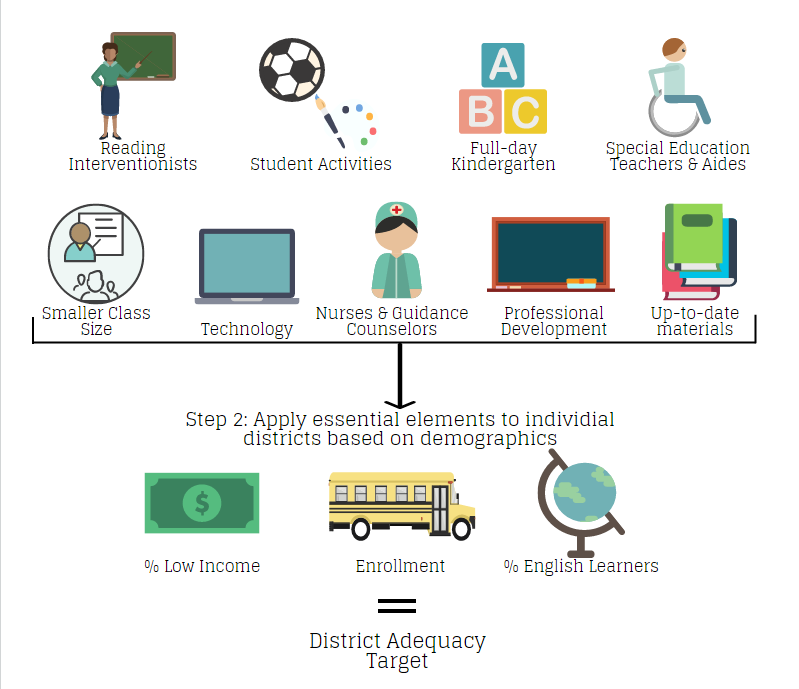 Reading
Interventionists
Student Activities
A
B C
Full-day
Kindergarten
Special Education
Teachers & Aides
Smaller Class
Size
Technology
Nurses & Guidance
Counselors
Professional
Development
Up-to-date
materials
Step 2: Apply essential elements to individial
districts based on demographics
$
% Low Income
Enrollment
% English Learners
=
District Adequacy
Target